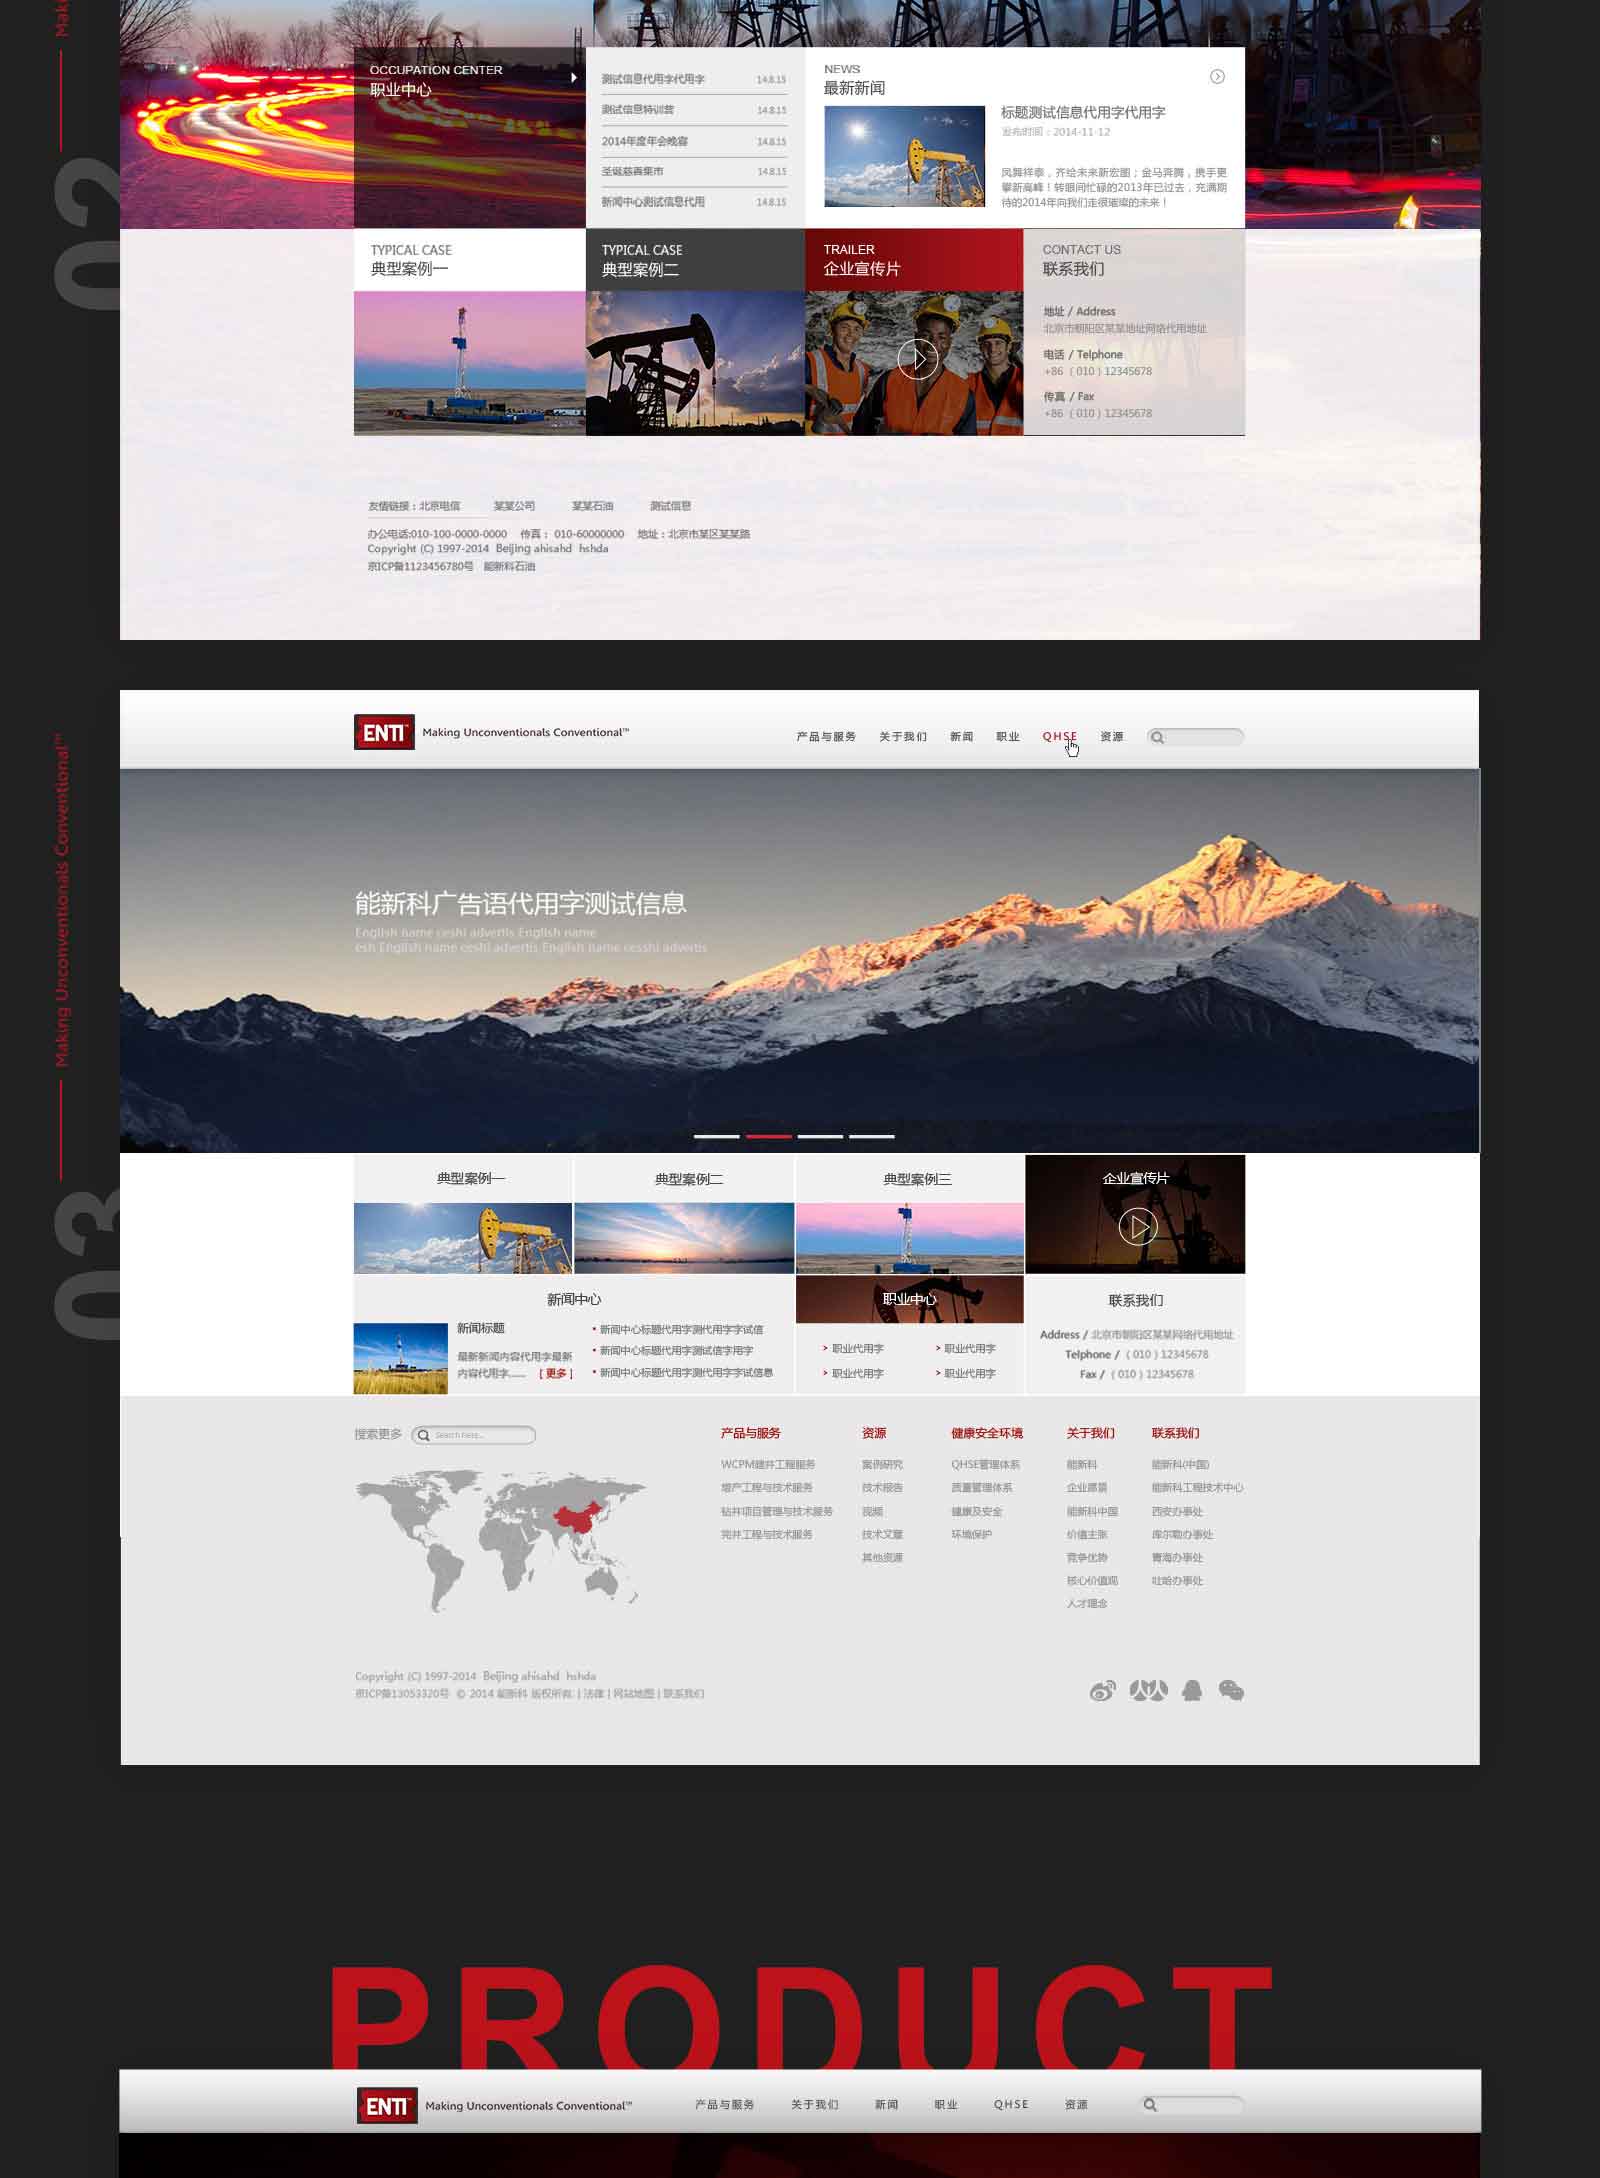 Mak
02
OCCUPATION CENTER
职业中心
测试信息代用字代用字 14.8.15
测试信息特训营 14.8.15
2014年度年会晚宴 14.8.15
圣诞慈善集市 14.8.15
新闻中心测试信息代用 14.8.15
NEWS
最新新闻
标题测试信息代用字代用字
发布时间：2014-11-12
凤舞祥泰，齐绘未来新宏图；金马奔腾，携手更
攀新高峰！转眼间忙碌的2013年已过去，充满期
待的2014年向我们走很璀璨的未来！
TYPICAL CASE
典型案例一
TYPICAL CASE
典型案例二
TRAILER
企业宣传片
CONTACT US
联系我们
地址 / Address
北京市朝阳区某某地址网络代用地址
电话 / Telphone
+86（010）12345678
传真 / Fax
+86（010）12345678
友情链接：北京电信 某某公司 某某石油 测试信息
办公电话:010-100-0000-0000 传真： 010-60000000 地址：北京市某区某某路
Copyright (C) 1997-2014 Beijing ahisahd hshda
京ICP备1123456780号 能新科石油
Making Unconventionals Conventional™
03
ENTI™ Making Unconventionals Conventional™
产品与服务 关于我们 新闻 职业 QHSE 资源
能新科广告语代用字测试信息
English name ceshi advertis English name
esh English name ceshi advertis English name cesshi advertis
典型案例一
典型案例二
典型案例三
企业宣传片
新闻中心
新闻标题
最新新闻内容代用字最新
内容代用字...... [ 更多 ]
• 新闻中心标题代用字测代用字字试信
• 新闻中心标题代用字测试信字用字
• 新闻中心标题代用字测代用字字试信息
职业中心
> 职业代用字 > 职业代用字
> 职业代用字 > 职业代用字
联系我们
Address / 北京市朝阳区某某网络代用地址
Telphone /（010）12345678
Fax /（010）12345678
搜索更多 Search here...
产品与服务
WCPM建井工程服务
增产工程与技术服务
钻井项目管理与技术服务
完井工程与技术服务
资源
案例研究
技术报告
视频
技术文章
其他资源
健康安全环境
QHSE管理体系
质量管理体系
健康及安全
环境保护
关于我们
能新科
企业愿景
能新科中国
价值主张
竞争优势
核心价值观
人才理念
联系我们
能新科(中国)
能新科工程技术中心
西安办事处
库尔勒办事处
青海办事处
吐哈办事处
Copyright (C) 1997-2014 Beijing ahisahd hshda
京ICP备13053320号 © 2014 能新科 版权所有. | 法律 | 网站地图 | 联系我们
PRODUCT
ENTI™ Making Unconventionals Conventional™
产品与服务 关于我们 新闻 职业 QHSE 资源